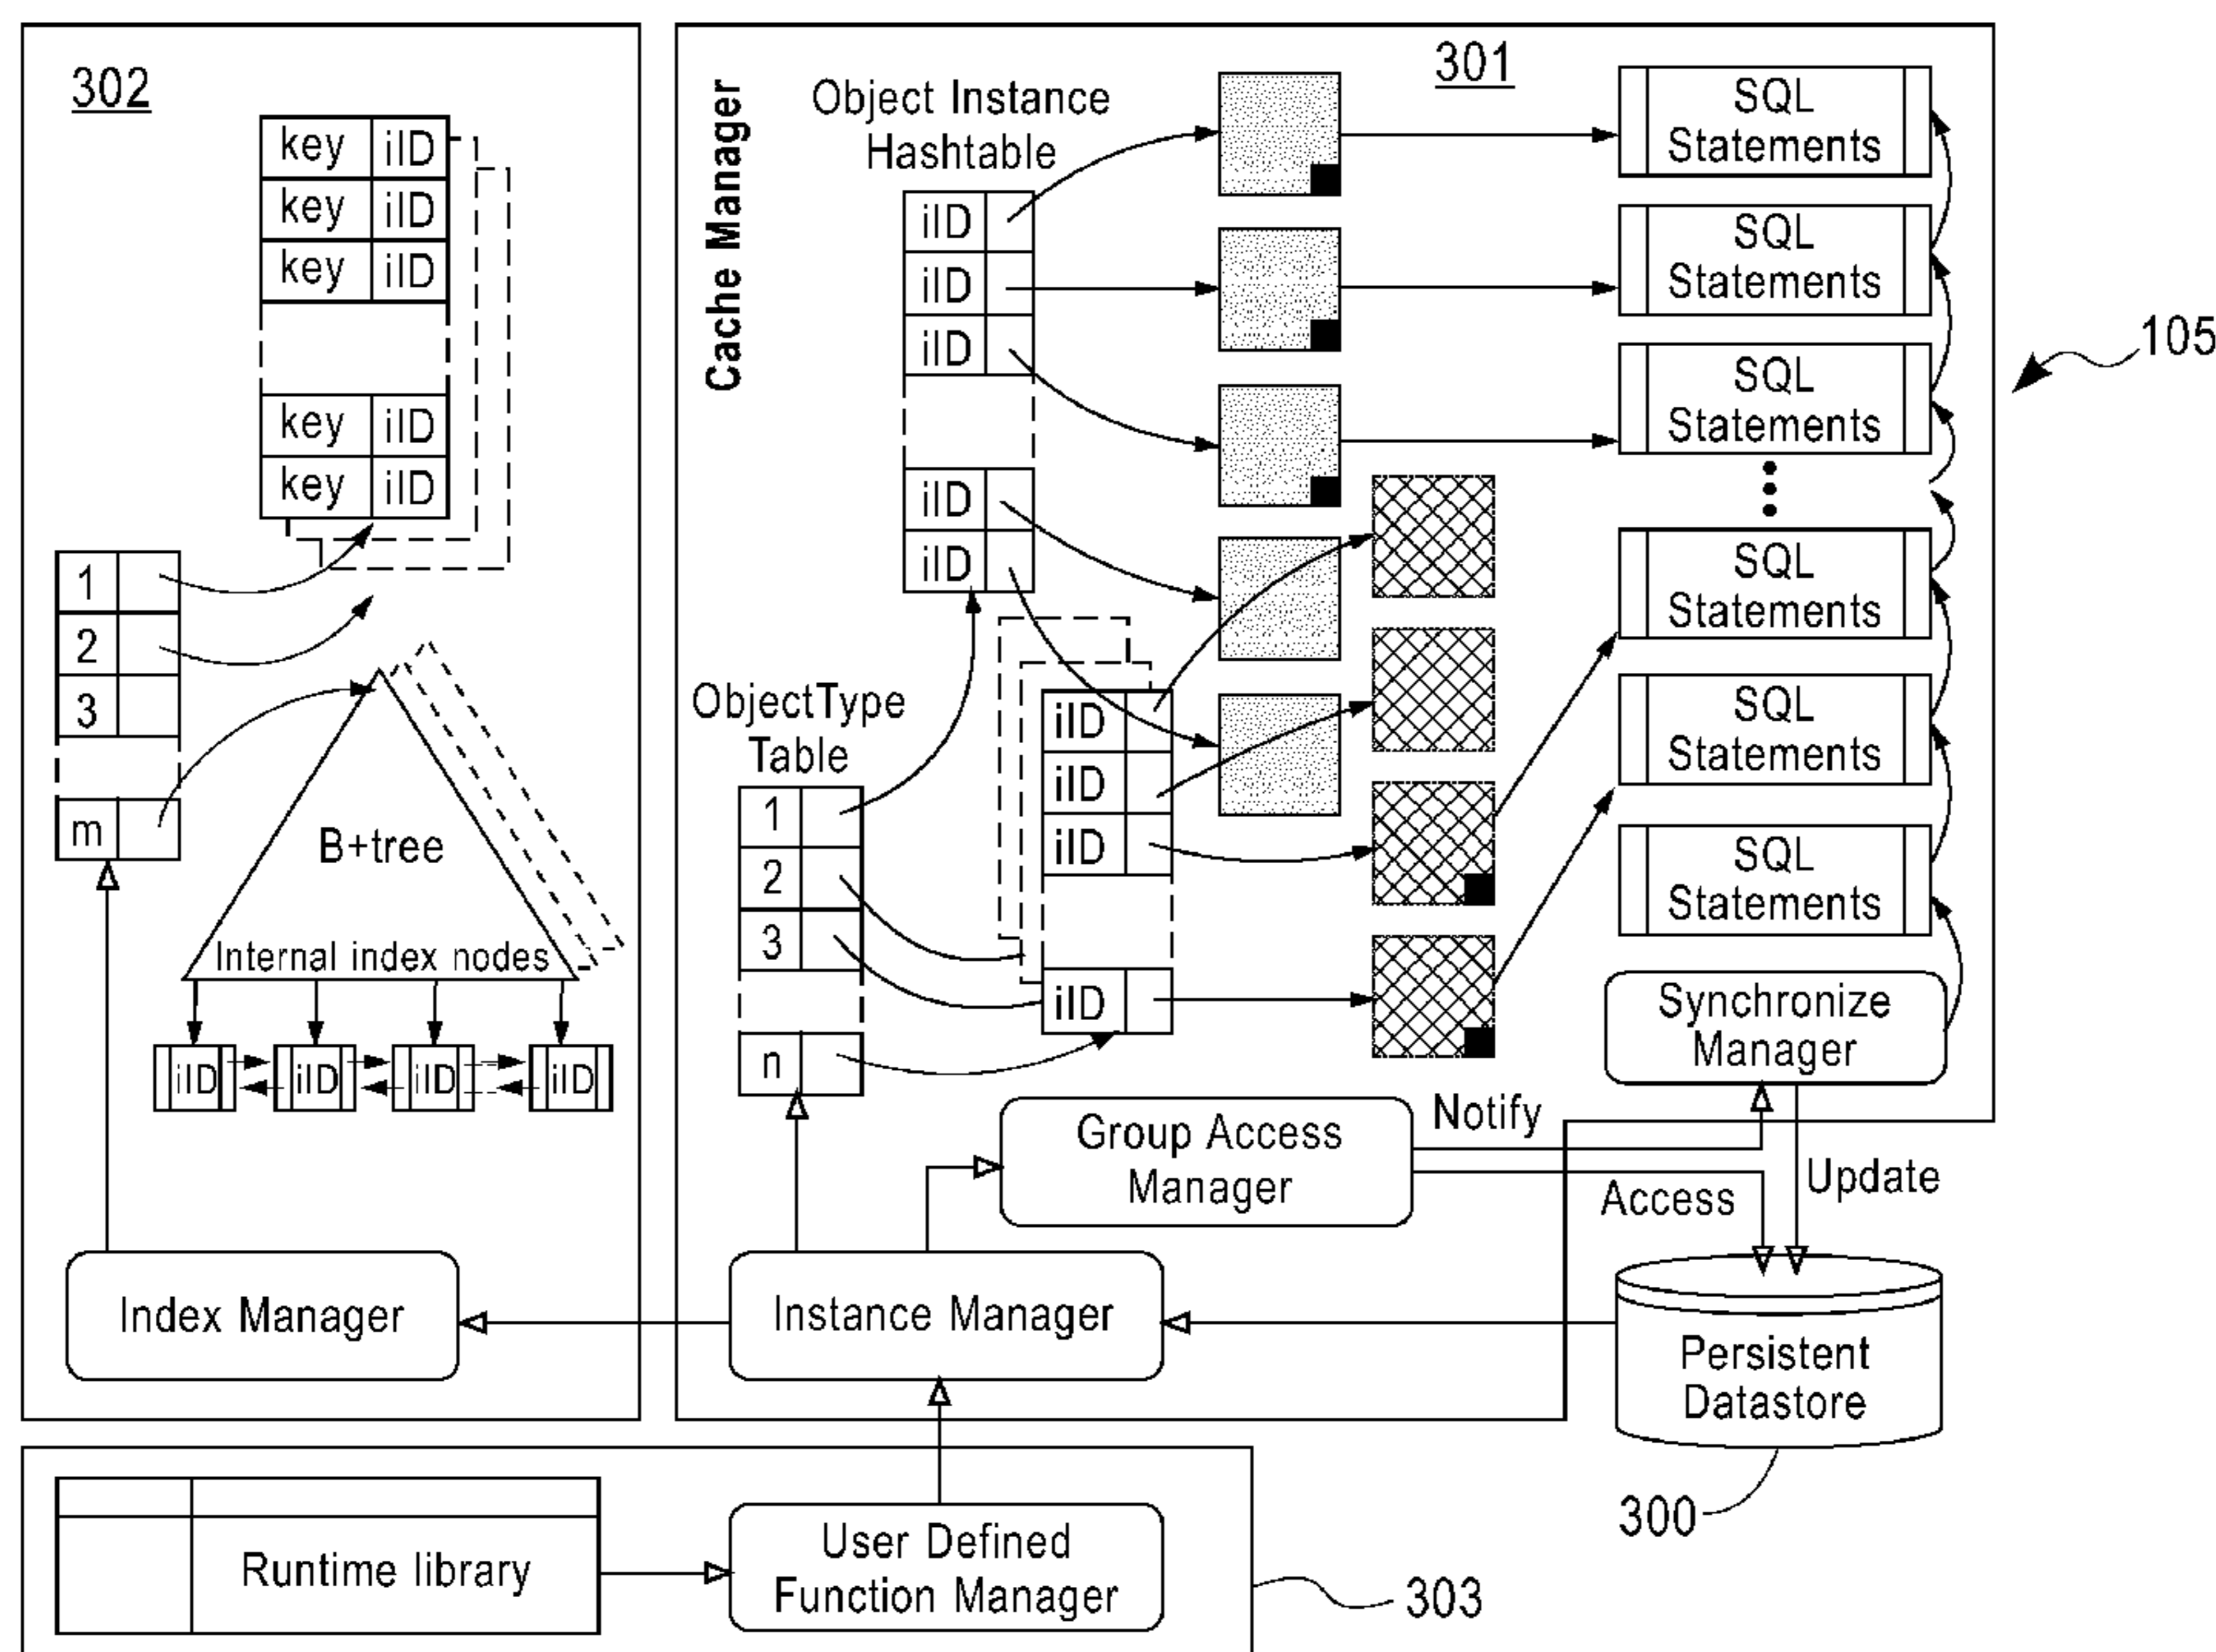 302
key iID
key iID
key iID
key iID
key iID
1
2
3
m
B+tree
Internal index nodes
iID iID iID iID
Index Manager
Cache Manager
301
Object Instance
Hashtable
iID
iID
iID
iID
iID
ObjectType
Table
1
2
3
n
iID
iID
iID
iID
SQL
Statements
SQL
Statements
SQL
Statements
SQL
Statements
SQL
Statements
SQL
Statements
105
Synchronize
Manager
Group Access
Manager
Notify
Access
Update
Instance Manager
Persistent
Datastore
300
Runtime library
User Defined
Function Manager
303